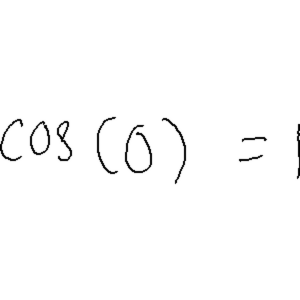 cos(0) = 1